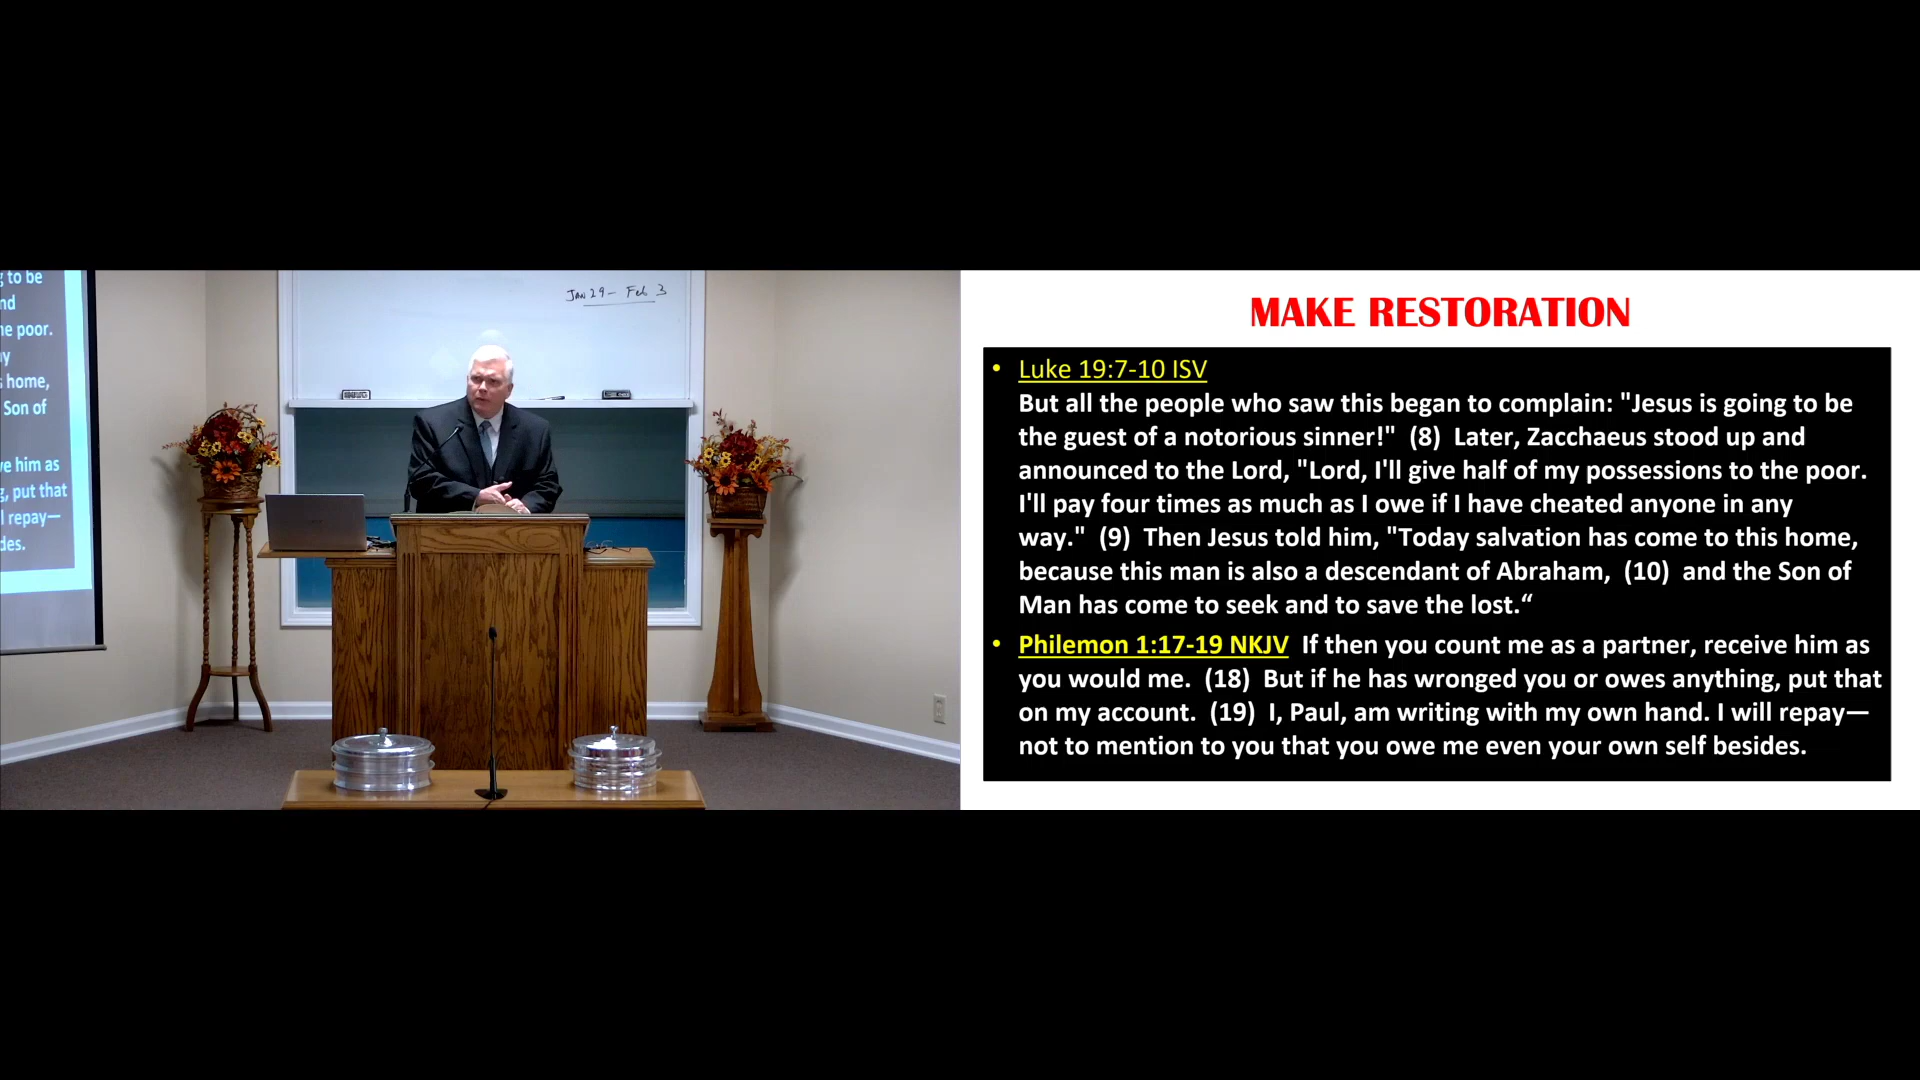 g to be
nd
he poor.
ay
s home,
Son of
ve him as
g, put that
l repay—
des.
Jan 29 - Feb 3
MAKE RESTORATION
• Luke 19:7-10 ISV
But all the people who saw this began to complain: "Jesus is going to be
the guest of a notorious sinner!" (8) Later, Zacchaeus stood up and
announced to the Lord, "Lord, I'll give half of my possessions to the poor.
I'll pay four times as much as I owe if I have cheated anyone in any
way." (9) Then Jesus told him, "Today salvation has come to this home,
because this man is also a descendant of Abraham, (10) and the Son of
Man has come to seek and to save the lost.“
• Philemon 1:17-19 NKJV If then you count me as a partner, receive him as
you would me. (18) But if he has wronged you or owes anything, put that
on my account. (19) I, Paul, am writing with my own hand. I will repay—
not to mention to you that you owe me even your own self besides.